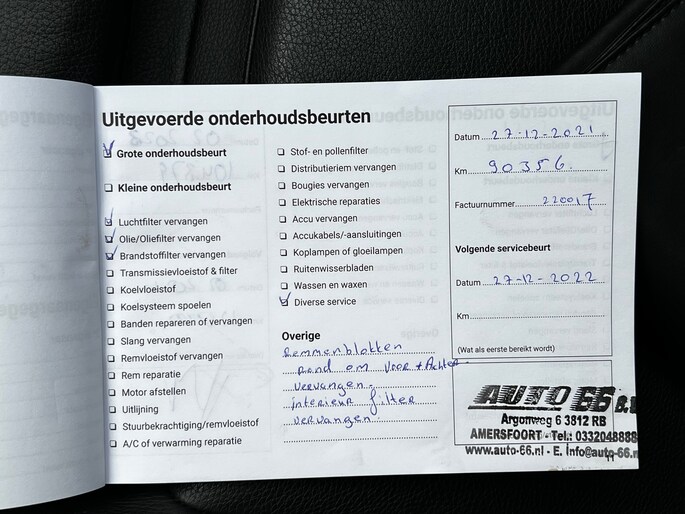 Uitgevoerde onderhoudsbeurten
Grote onderhoudsbeurt
Kleine onderhoudsbeurt
Luchtfilter vervangen
Olie/Oliefilter vervangen
Brandstoffilter vervangen
Transmissievloeistof & filter
Koelvloeistof
Koelsysteem spoelen
Banden repareren of vervangen
Slang vervangen
Remvloeistof vervangen
Rem reparatie
Motor afstellen
Uitlijning
Stuurbekrachtiging/remvloeistof
A/C of verwarming reparatie
Stof- en pollenfilter
Distributieriem vervangen
Bougies vervangen
Elektrische reparaties
Accu vervangen
Accukabels/-aansluitingen
Koplampen of gloeilampen
Ruitenwisserbladen
Wassen en waxen
Diverse service
Overige
Remmenblokken
Rond om voor + Achter
vervangen.
interieur filter
vervangen
Datum 27-12-2021
Km 90356.
Factuurnummer 220017
Volgende servicebeurt
Datum 27-12-2022
Km
(Wat als eerste bereikt wordt)
AUTO 66
Argonweg 6 3812 RB
AMERSFOORT - Tel.: 0332048888
www.auto-66.nl - E. Info@auto-66.n